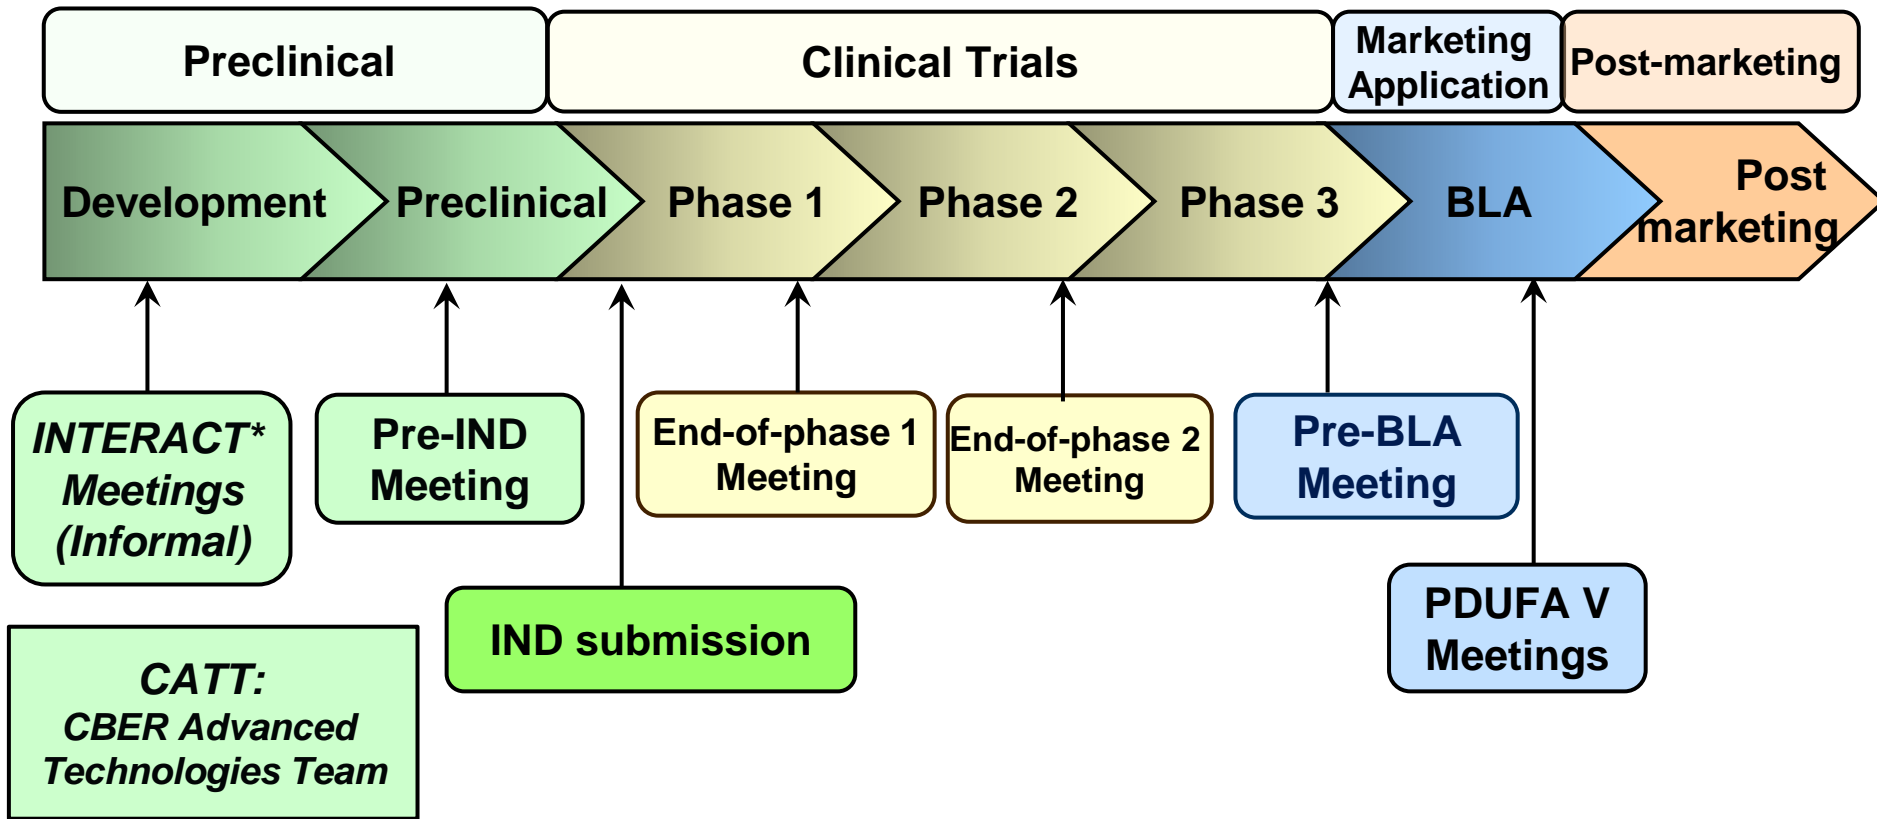 Preclinical
Clinical Trials
Marketing
Application
Post-marketing
Development
Preclinical
Phase 1
Phase 2
Phase 3
BLA
Post
marketing
INTERACT*
Meetings
(Informal)
Pre-IND
Meeting
End-of-phase 1
Meeting
End-of-phase 2
Meeting
Pre-BLA
Meeting
IND submission
PDUFA V
Meetings
CATT:
CBER Advanced
Technologies Team